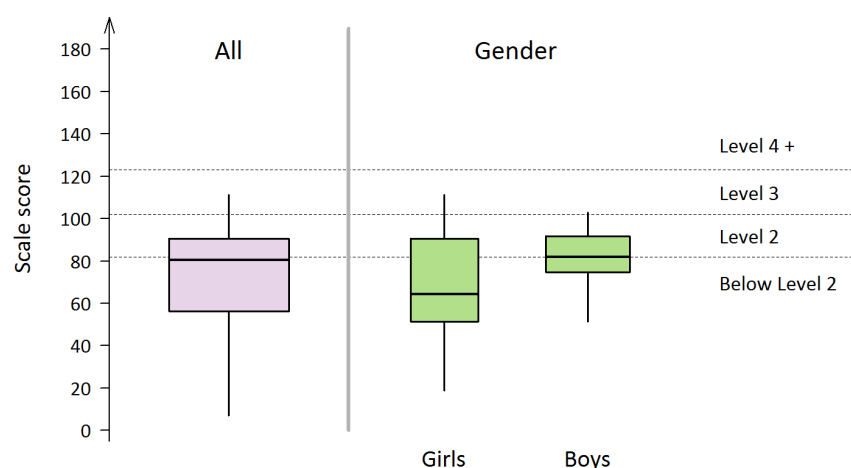 All
Gender
180
160
140
120
100
80
60
40
20
0
Scale score
Level 4 +
Level 3
Level 2
Below Level 2
Girls
Boys